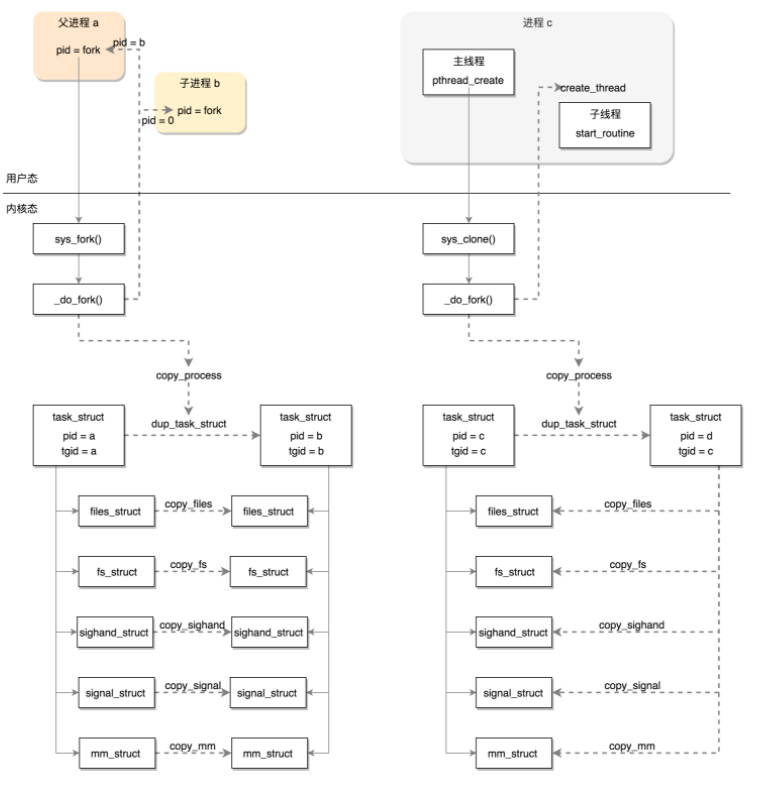 父进程 a
pid = fork
pid = b
子进程 b
pid = fork
pid = 0
进程 c
主线程
pthread_create
create_thread
子线程
start_routine
用户态
内核态
sys_fork()
_do_fork()
copy_process
task_struct
pid = a
tgid = a
dup_task_struct
task_struct
pid = b
tgid = b
files_struct
copy_files
files_struct
fs_struct
copy_fs
fs_struct
sighand_struct
copy_sighand
sighand_struct
signal_struct
copy_signal
signal_struct
mm_struct
copy_mm
mm_struct
sys_clone()
_do_fork()
copy_process
task_struct
pid = c
tgid = c
dup_task_struct
task_struct
pid = d
tgid = c
files_struct
copy_files
fs_struct
copy_fs
sighand_struct
copy_sighand
signal_struct
copy_signal
mm_struct
copy_mm